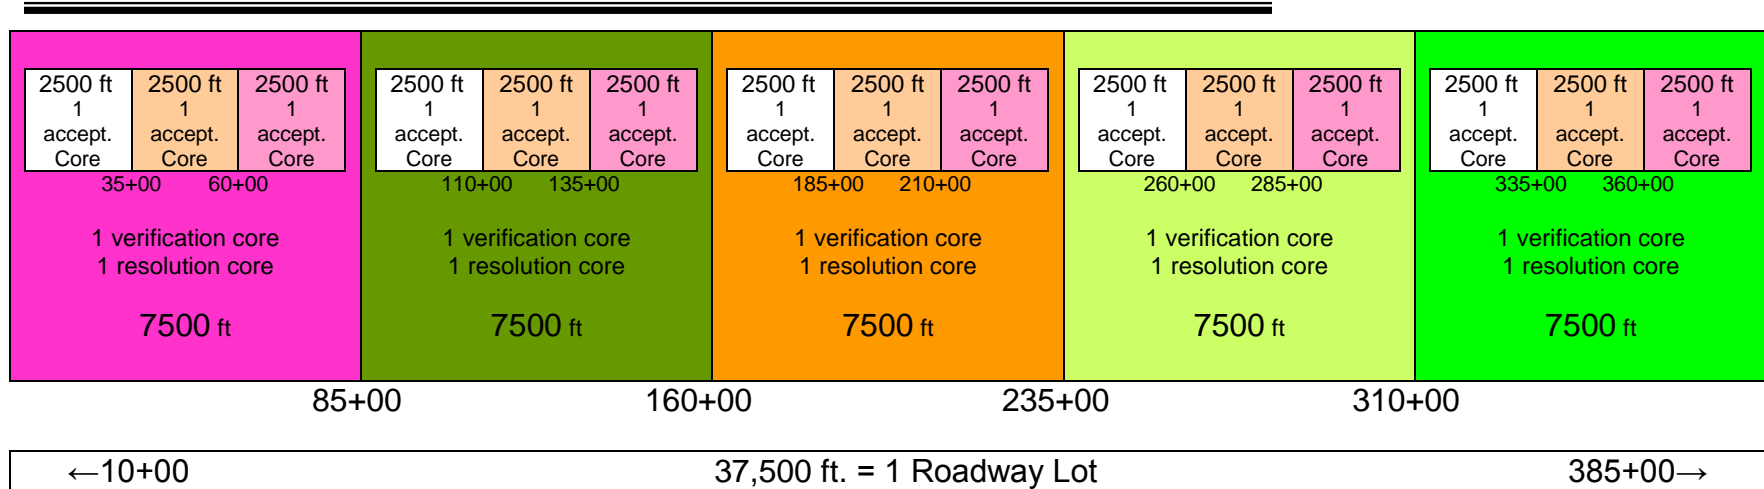 2500 ft 2500 ft 2500 ft 2500 ft 2500 ft 2500 ft 2500 ft 2500 ft 2500 ft 2500 ft 2500 ft 2500 ft 2500 ft 2500 ft 2500 ft
1 1 1 1 1 1 1 1 1 1 1 1 1 1 1
accept. accept. accept. accept. accept. accept. accept. accept. accept. accept. accept. accept. accept. accept. accept.
Core Core Core Core Core Core Core Core Core Core Core Core Core Core Core
35+00 60+00 110+00 135+00 185+00 210+00 260+00 285+00 335+00 360+00
1 verification core 1 verification core 1 verification core 1 verification core 1 verification core
1 resolution core 1 resolution core 1 resolution core 1 resolution core 1 resolution core
7500 ft 7500 ft 7500 ft 7500 ft 7500 ft
85+00 160+00 235+00 310+00
←10+00 37,500 ft. = 1 Roadway Lot 385+00→